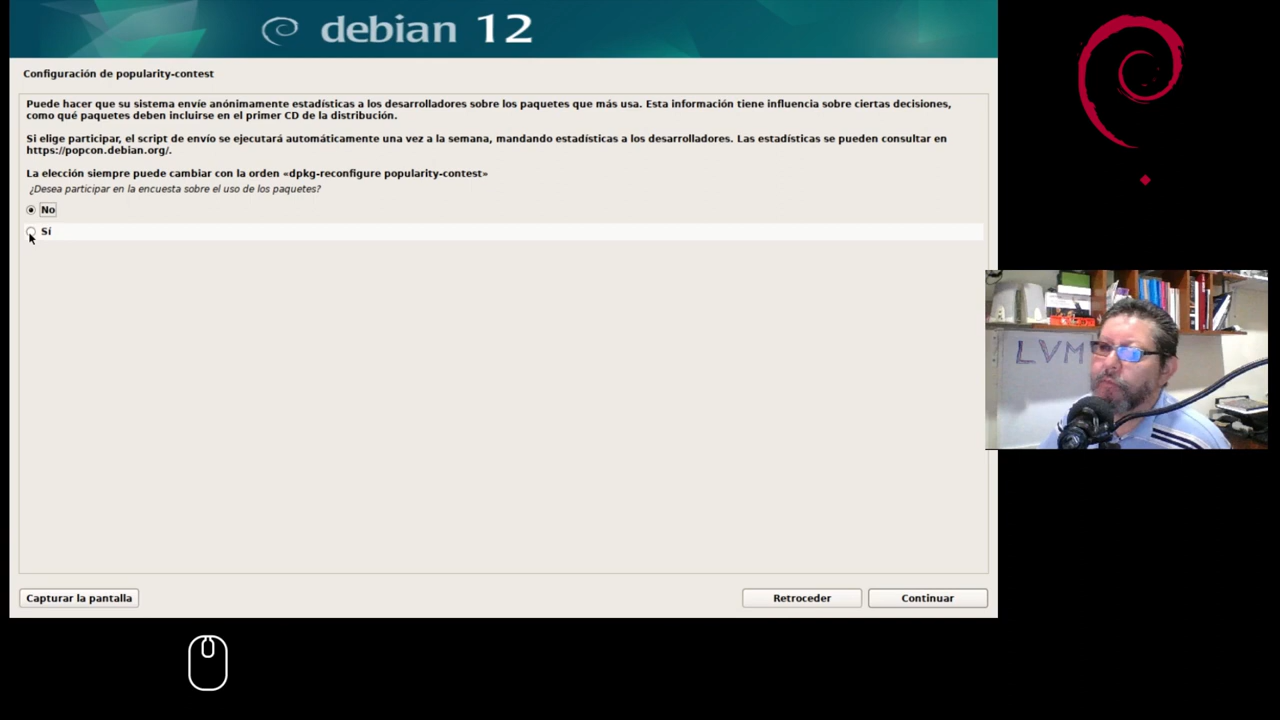 debian 12
Configuración de popularity-contest
Puede hacer que su sistema envíe anónimamente estadísticas a los desarrolladores sobre los paquetes que más usa. Esta información tiene influencia sobre ciertas decisiones,
como qué paquetes deben incluirse en el primer CD de la distribución.
Si elige participar, el script de envío se ejecutará automáticamente una vez a la semana, mandando estadísticas a los desarrolladores. Las estadísticas se pueden consultar en
https://popcon.debian.org/.
La elección siempre puede cambiar con la orden «dpkg-reconfigure popularity-contest»
¿Desea participar en la encuesta sobre el uso de los paquetes?
No
Sí
LVM
Capturar la pantalla
Retroceder
Continuar